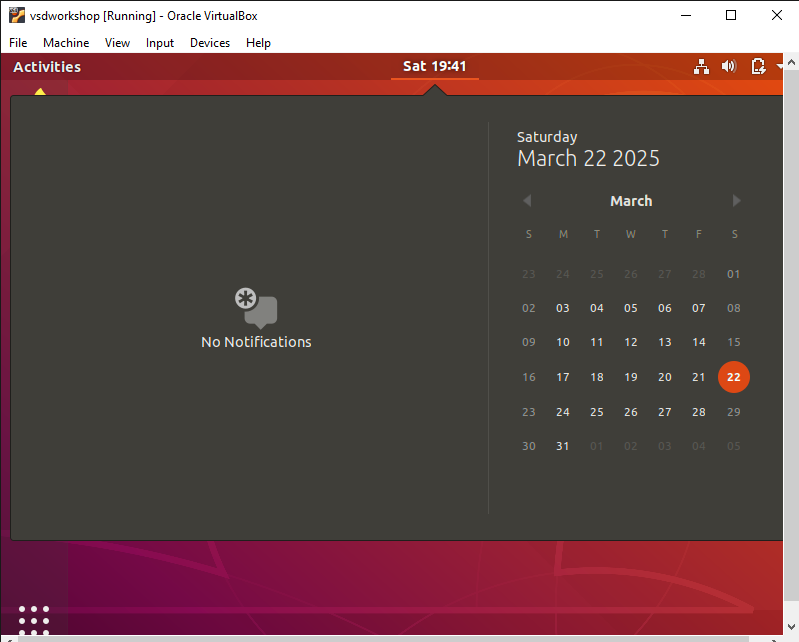 vsdworkshop [Running] - Oracle VirtualBox
File Machine View Input Devices Help
Activities
Sat 19:41
Saturday
March 22 2025
March
S M T W T F S
23 24 25 26 27 28 01
02 03 04 05 06 07 08
09 10 11 12 13 14 15
16 17 18 19 20 21 22
23 24 25 26 27 28 29
30 31 01 02 03 04 05
No Notifications